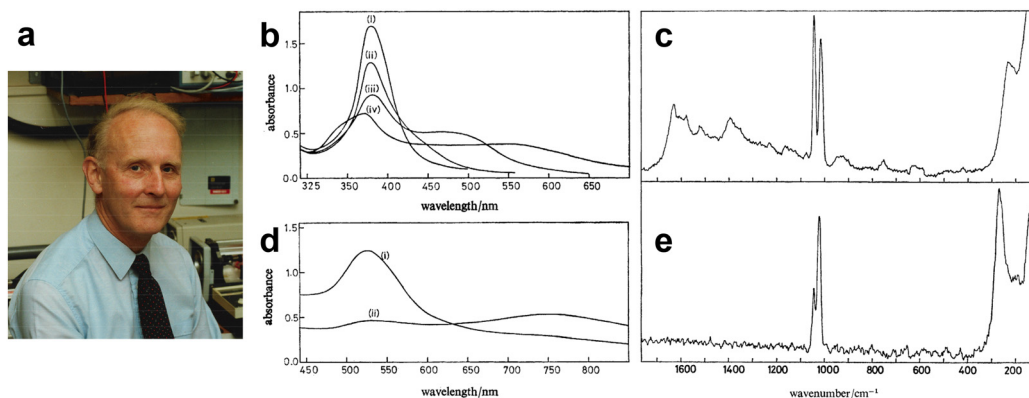 a
b
1.5
1.0
0.5
0.0
absorbance
(i)
(ii)
(iii)
(iv)
325
350
400
450
500
550
600
650
wavelength/nm
c
d
1.5
1.0
0.5
0.0
absorbance
(i)
(ii)
450
500
550
600
650
700
750
800
wavelength/nm
e
1600
1400
1200
1000
800
600
400
200
wavenumber/cm⁻¹